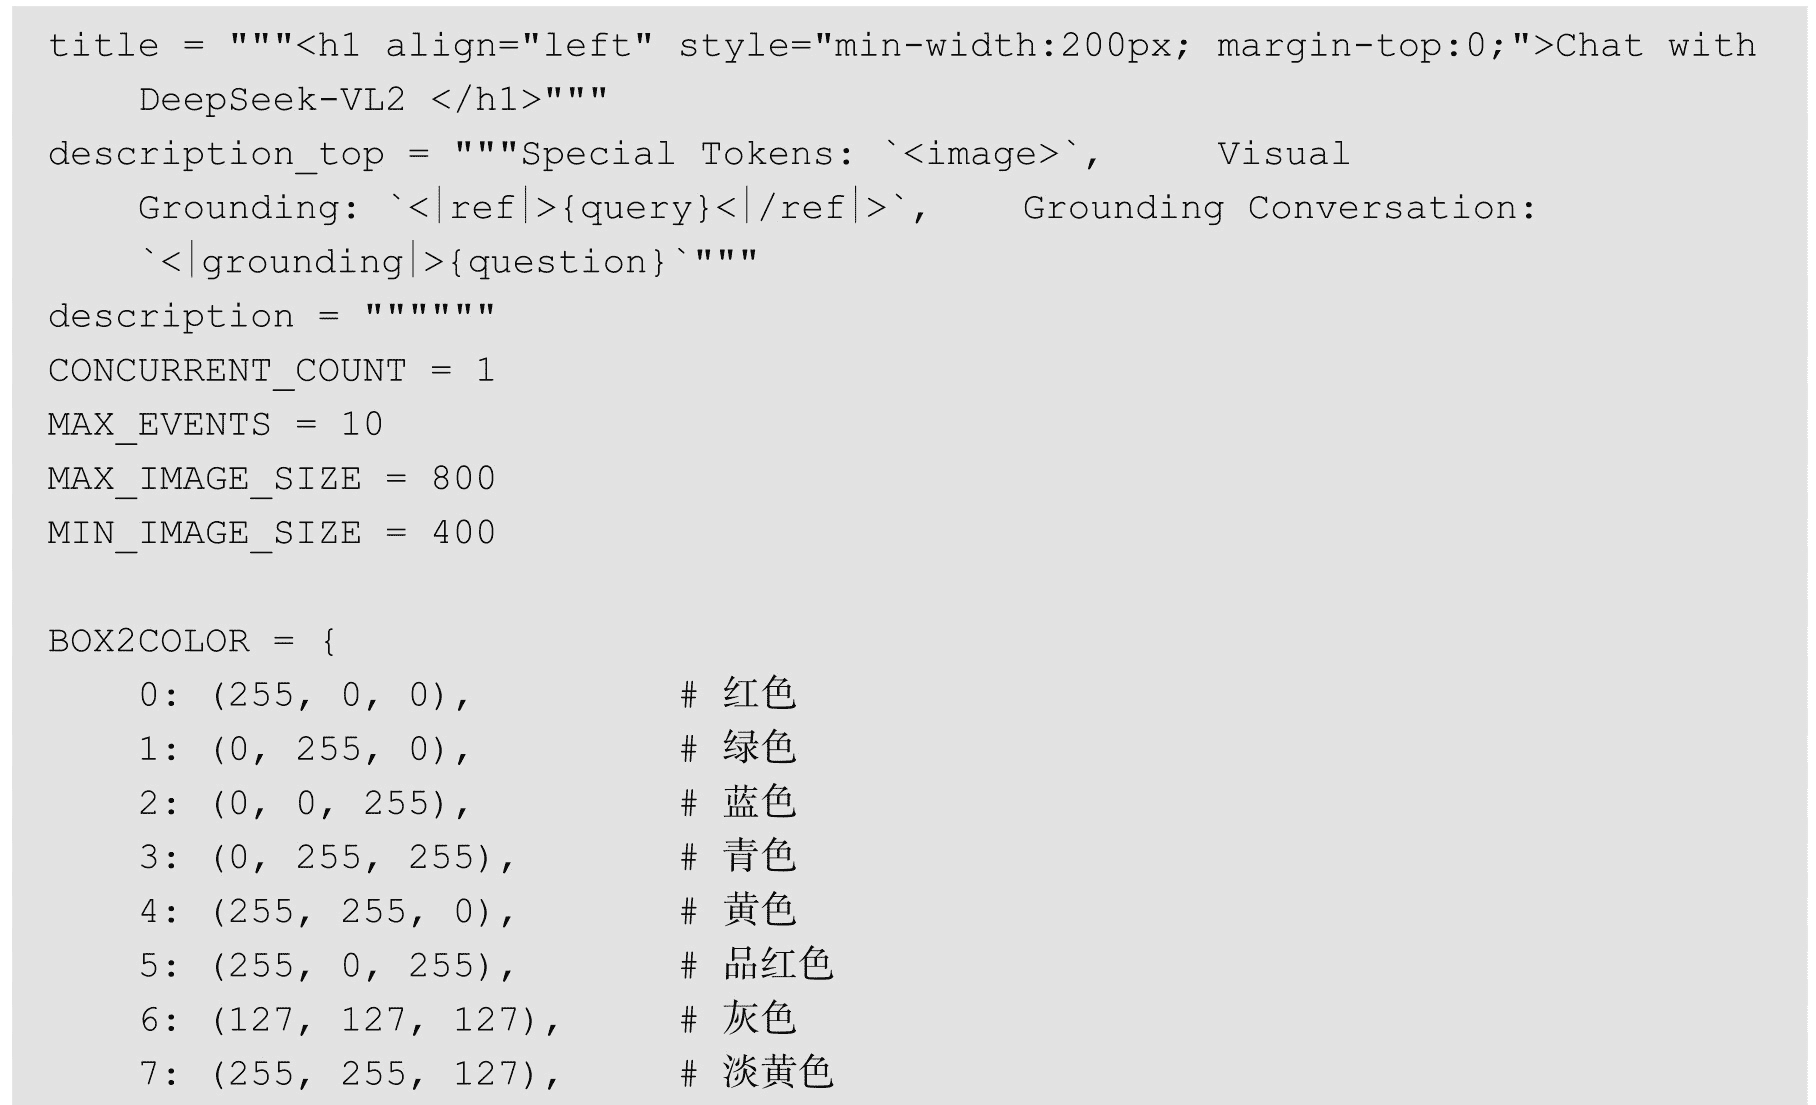 title = """<h1 align="left" style="min-width:200px; margin-top:0;">Chat with
    DeepSeek-VL2 </h1>"""
description_top = """Special Tokens: `<image>`,     Visual
    Grounding: `<|ref|>{query}<|/ref|>`,    Grounding Conversation:
    `<|grounding|>{question}`"""
description = """"""
CONCURRENT_COUNT = 1
MAX_EVENTS = 10
MAX_IMAGE_SIZE = 800
MIN_IMAGE_SIZE = 400

BOX2COLOR = {
    0: (255, 0, 0),         # 红色
    1: (0, 255, 0),         # 绿色
    2: (0, 0, 255),         # 蓝色
    3: (0, 255, 255),       # 青色
    4: (255, 255, 0),       # 黄色
    5: (255, 0, 255),       # 品红色
    6: (127, 127, 127),     # 灰色
    7: (255, 255, 127),     # 淡黄色